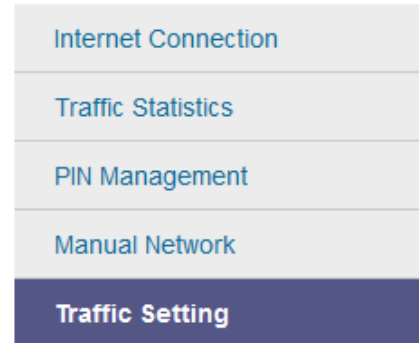 Internet Connection
Traffic Statistics
PIN Management
Manual Network
Traffic Setting